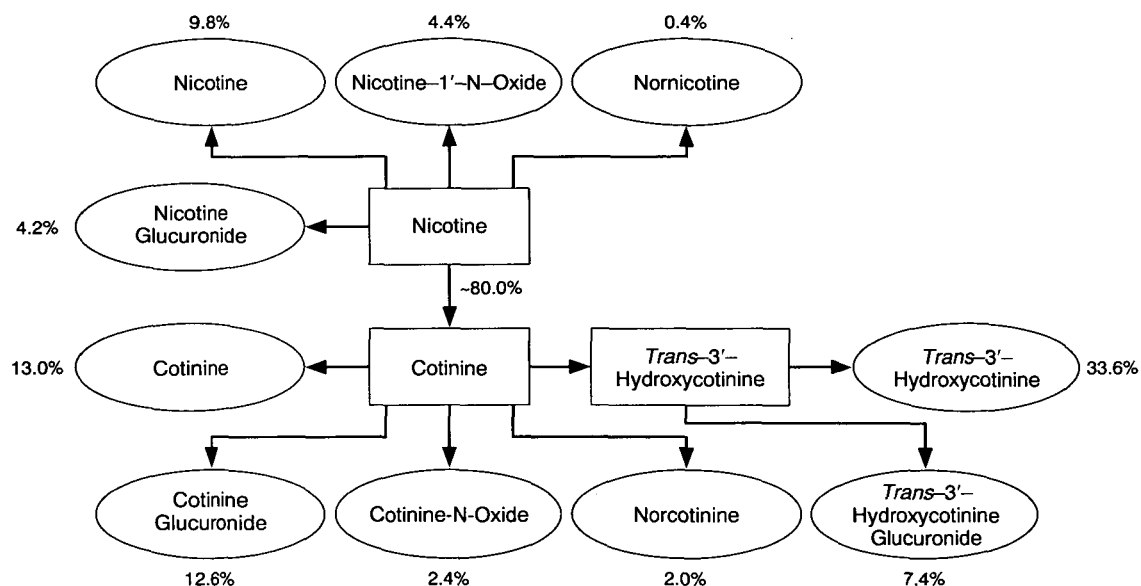 9.8%
4.4%
0.4%
Nicotine
Nicotine–1′–N–Oxide
Nornicotine
4.2%
Nicotine
Glucuronide
Nicotine
~80.0%
13.0%
Cotinine
Cotinine
Trans–3′–
Hydroxycotinine
Trans–3′–
Hydroxycotinine
33.6%
Cotinine
Glucuronide
Cotinine-N-Oxide
Norcotinine
Trans–3′–
Hydroxycotinine
Glucuronide
12.6%
2.4%
2.0%
7.4%